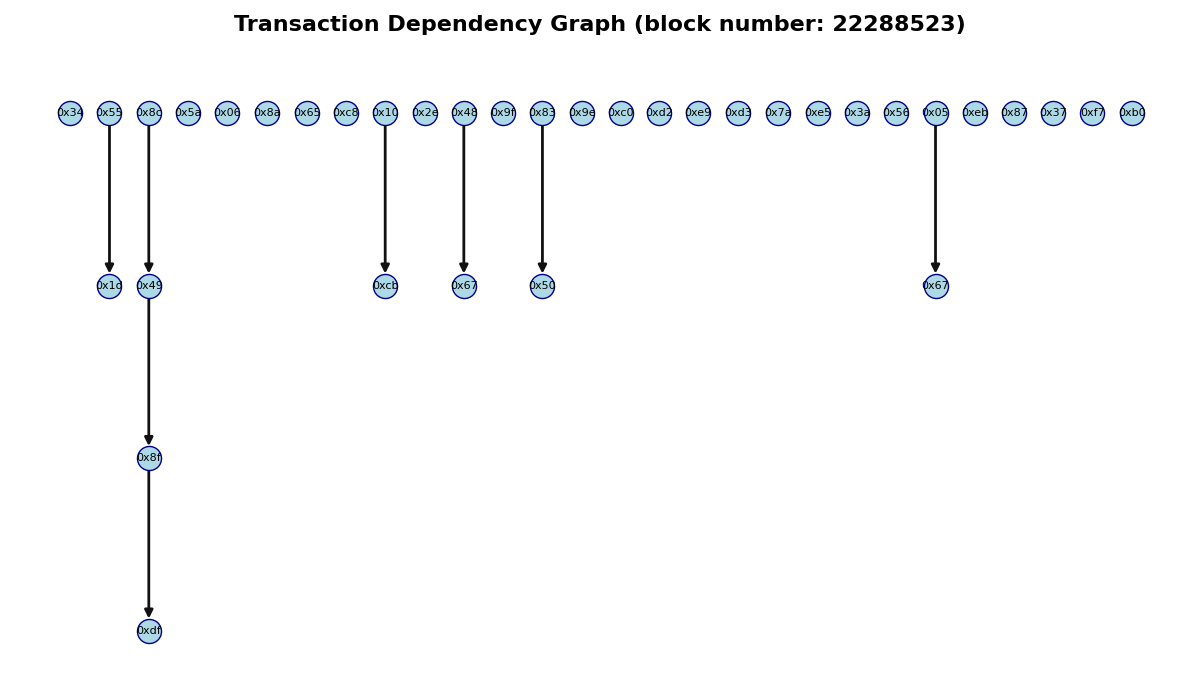 Transaction Dependency Graph (block number: 22288523)
0x34 0x55 0x8c 0x5a 0x06 0x8a 0x65 0xc8 0x10 0x2e 0x48 0x9f 0x83 0x9e 0xc0 0xd2 0xe9 0xd3 0x7a 0xe5 0x3a 0x56 0x05 0xeb 0x87 0x37 0xf7 0xb0
0x1d 0x49 0xcb 0x67 0x50 0x67
0x8f
0xdf